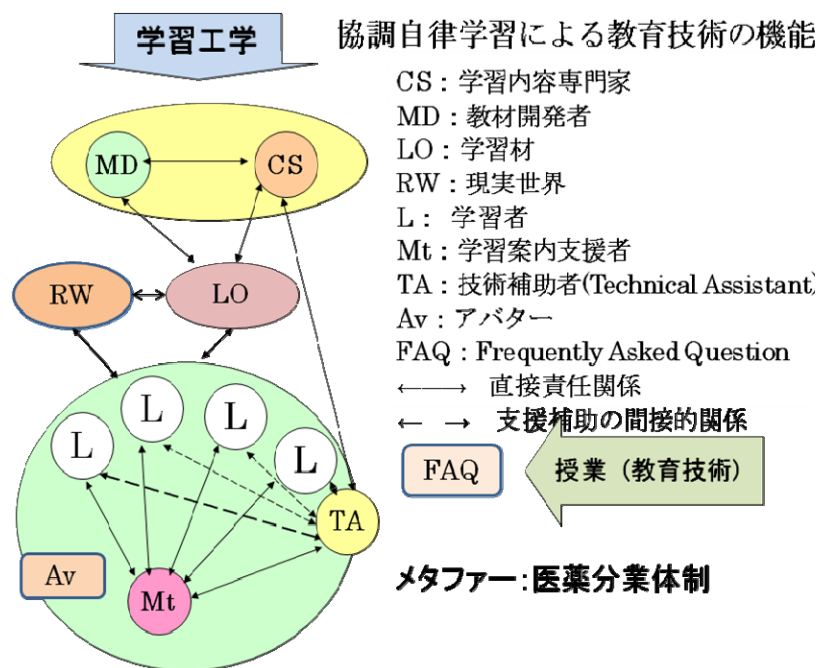 学習工学
協調自律学習による教育技術の機能
CS：学習内容専門家
MD：教材開発者
LO：学習材
RW：現実世界
L： 学習者
Mt：学習案内支援者
TA：技術補助者(Technical Assistant)
Av：アバター
FAQ：Frequently Asked Question
←──→ 直接責任関係
← → 支援補助の間接的関係
MD
CS
RW
LO
L
L
L
L
FAQ
授業（教育技術）
TA
Av
Mt
メタファー：医薬分業体制